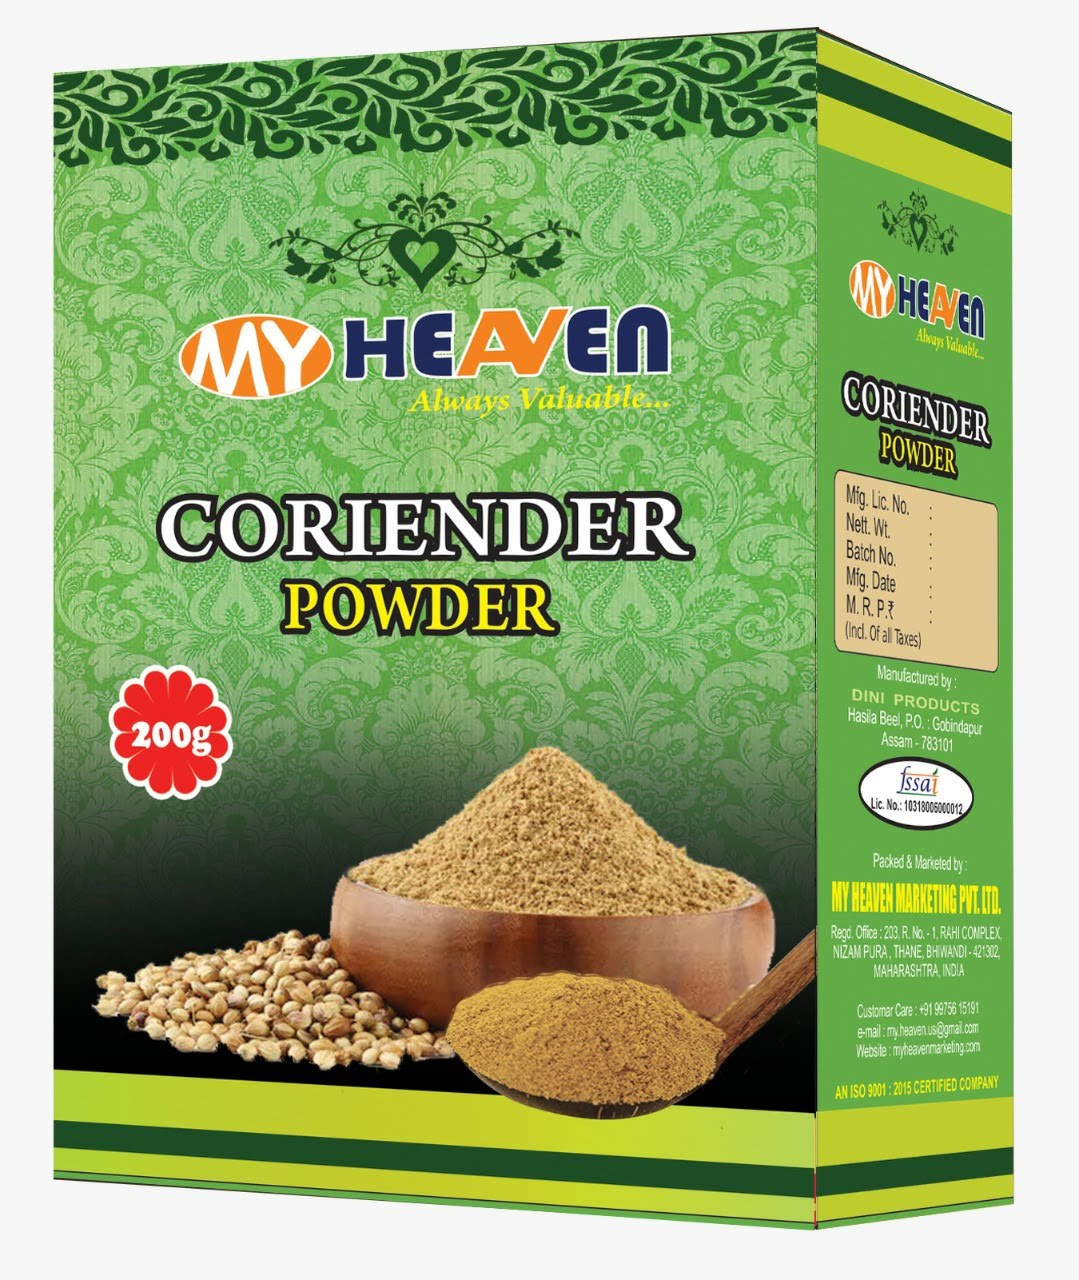 MY HEAVEN
Always Valuable...
CORIENDER
POWDER
200g
MY HEAVEN
Always Valuable...
CORIENDER
POWDER
Mfg. Lic. No. :
Nett. Wt. :
Batch No. :
Mfg. Date :
M. R. P.₹ :
(Incl. Of all Taxes)
Manufactured by :
DINI PRODUCTS
Hasila Beel, P.O. : Gobindapur
Assam - 783101
fssai
Lic. No.: 10318006000012
Packed & Marketed by :
MY HEAVEN MARKETING PVT. LTD.
Regd. Office : 203, R. No. - 1, RAHI COMPLEX,
NIZAM PURA , THANE, BHIWANDI - 421302,
MAHARASHTRA, INDIA
Customar Care : +91 99756 15191
e-mail : my.heaven.us@gmail.com
Website : myheavenmarketing.com
AN ISO 9001 : 2015 CERTIFIED COMPANY